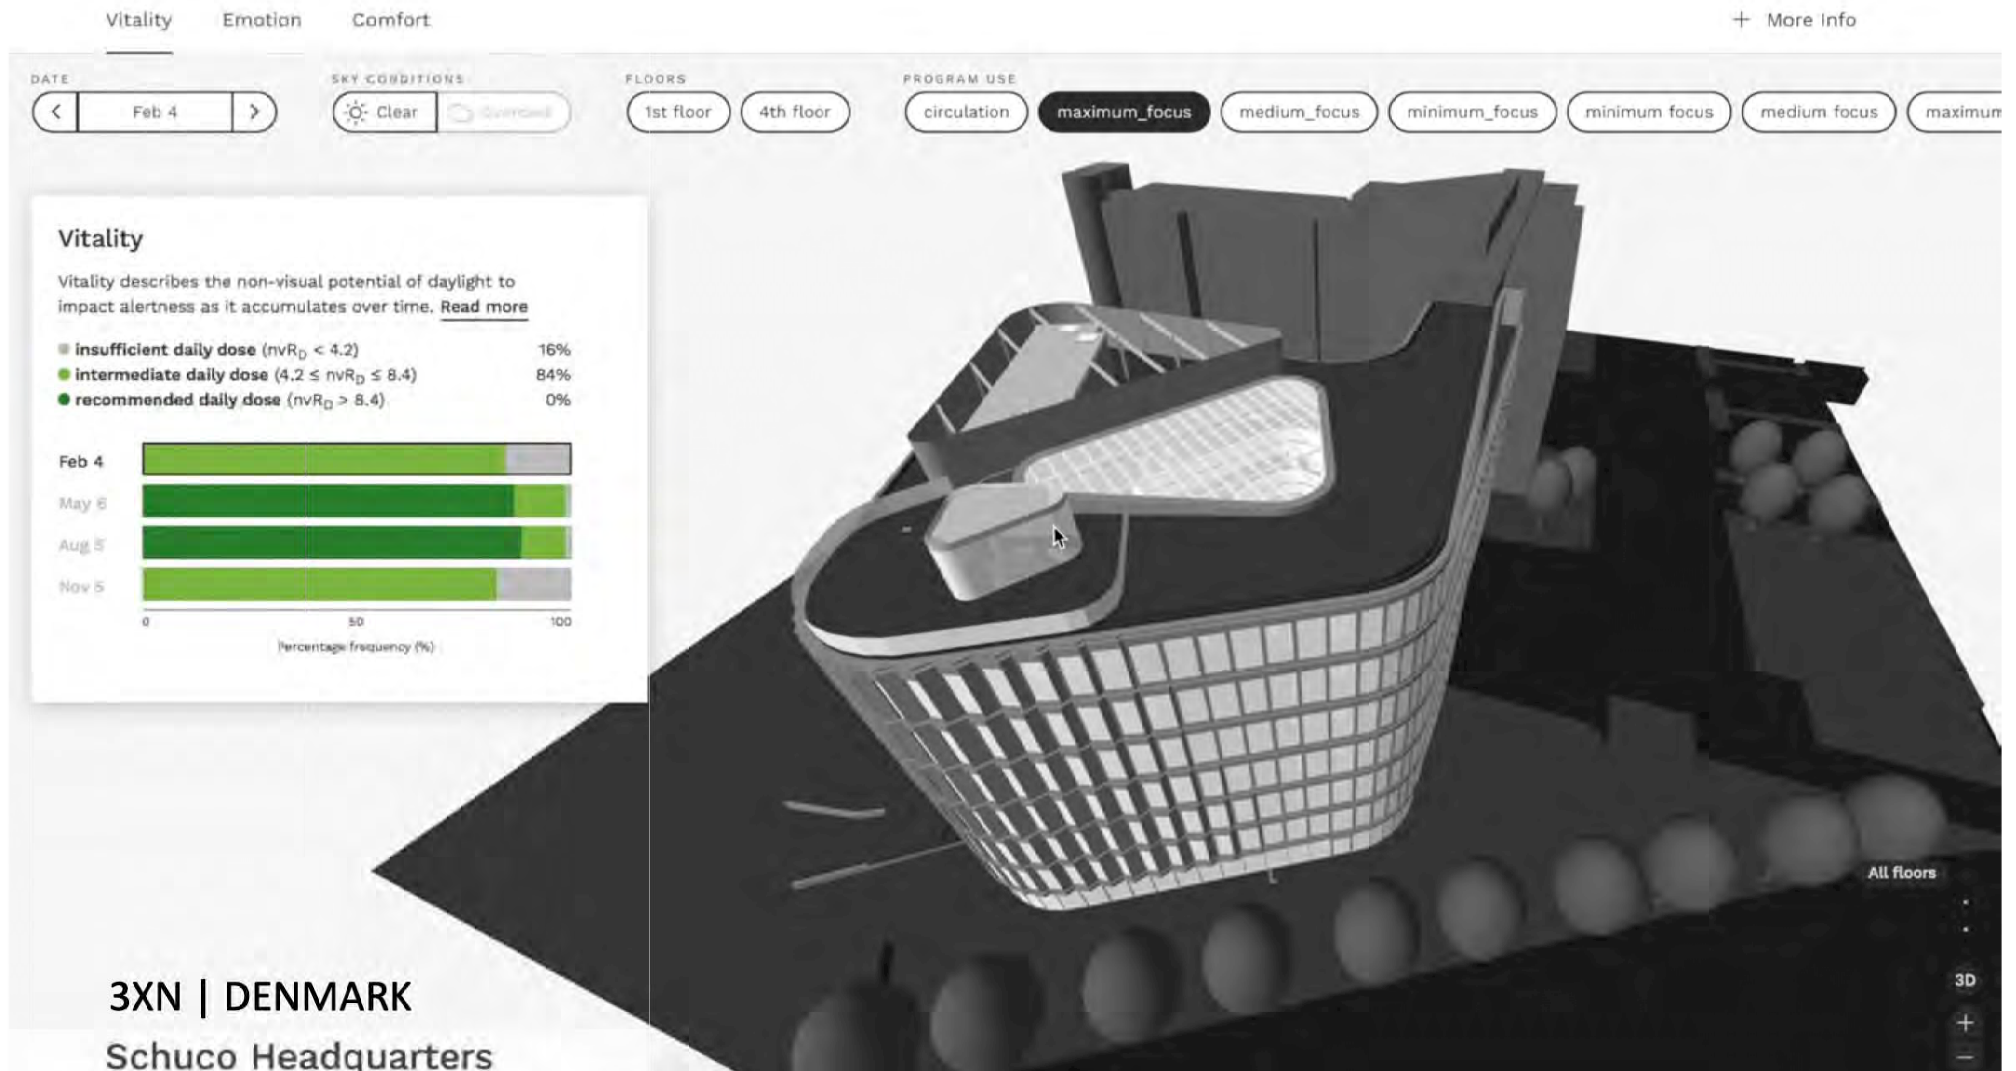 Vitality Emotion Comfort + More Info
DATE SKY CONDITIONS FLOORS PROGRAM USE
Feb 4 Clear Overcast 1st floor 4th floor circulation maximum_focus medium_focus minimum_focus minimum focus medium focus maximum
Vitality
Vitality describes the non-visual potential of daylight to
impact alertness as it accumulates over time. Read more
insufficient daily dose (nvR_D < 4.2) 16%
intermediate daily dose (4.2 ≤ nvR_D ≤ 8.4) 84%
recommended daily dose (nvR_D > 8.4) 0%
Feb 4
May 6
Aug 5
Nov 5
0 50 100
Percentage frequency (%)
All floors
3D
+
−
3XN | DENMARK
Schuco Headquarters